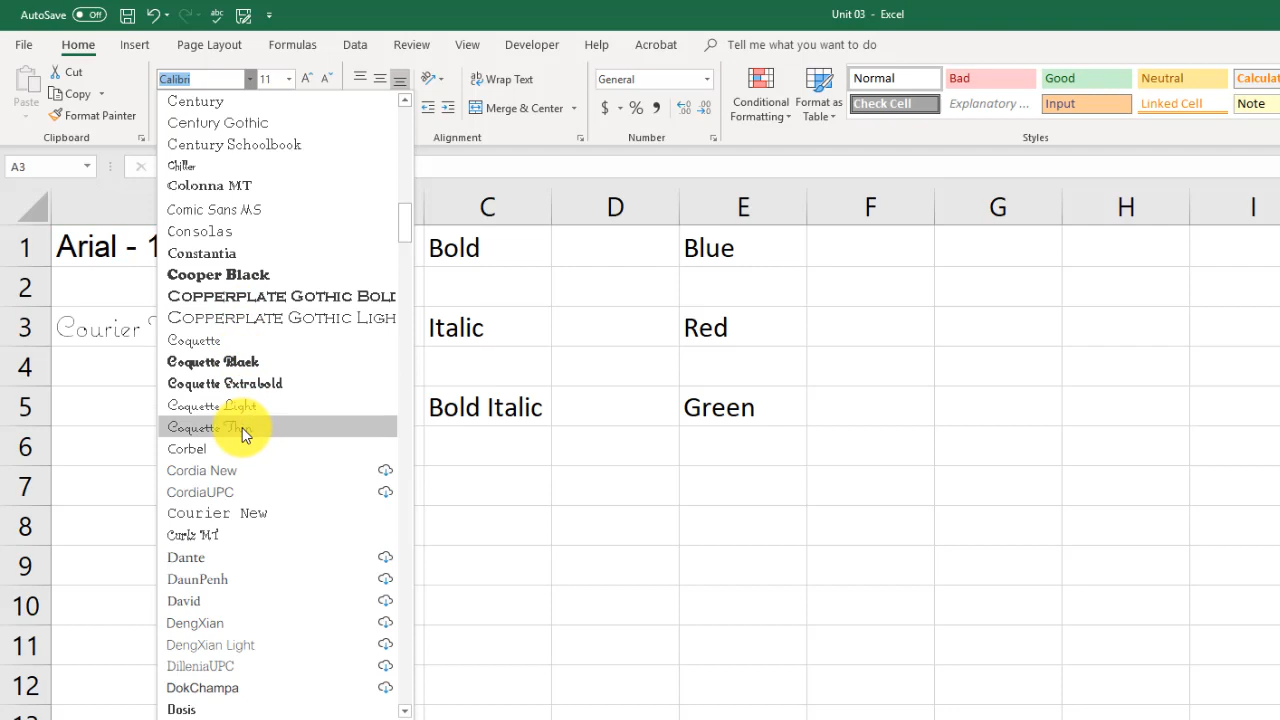 AutoSave Off
Unit 03 - Excel
File Home Insert Page Layout Formulas Data Review View Developer Help Acrobat Tell me what you want to do
Paste
Cut
Copy
Format Painter
Clipboard
Calibri 11
Wrap Text
Merge & Center
Alignment
General
$ % ,
Number
Conditional Formatting
Format as Table
Normal Bad Good Neutral
Check Cell Explanatory ... Input Linked Cell Note
Styles
A3
C D E F G H I
1 Arial - Bold Blue
2
3 Courier Italic Red
4
5 Bold Italic Green
6
7
8
9
10
11
12
Century
Century Gothic
Century Schoolbook
Chiller
Colonna MT
Comic Sans MS
Consolas
Constantia
Cooper Black
Copperplate Gothic Bold
Copperplate Gothic Ligh
Coquette
Coquette Black
Coquette Extrabold
Coquette Light
Coquette Thin
Corbel
Cordia New
CordiaUPC
Courier New
Curlz MT
Dante
DaunPenh
David
DengXian
DengXian Light
DilleniaUPC
DokChampa
Dosis